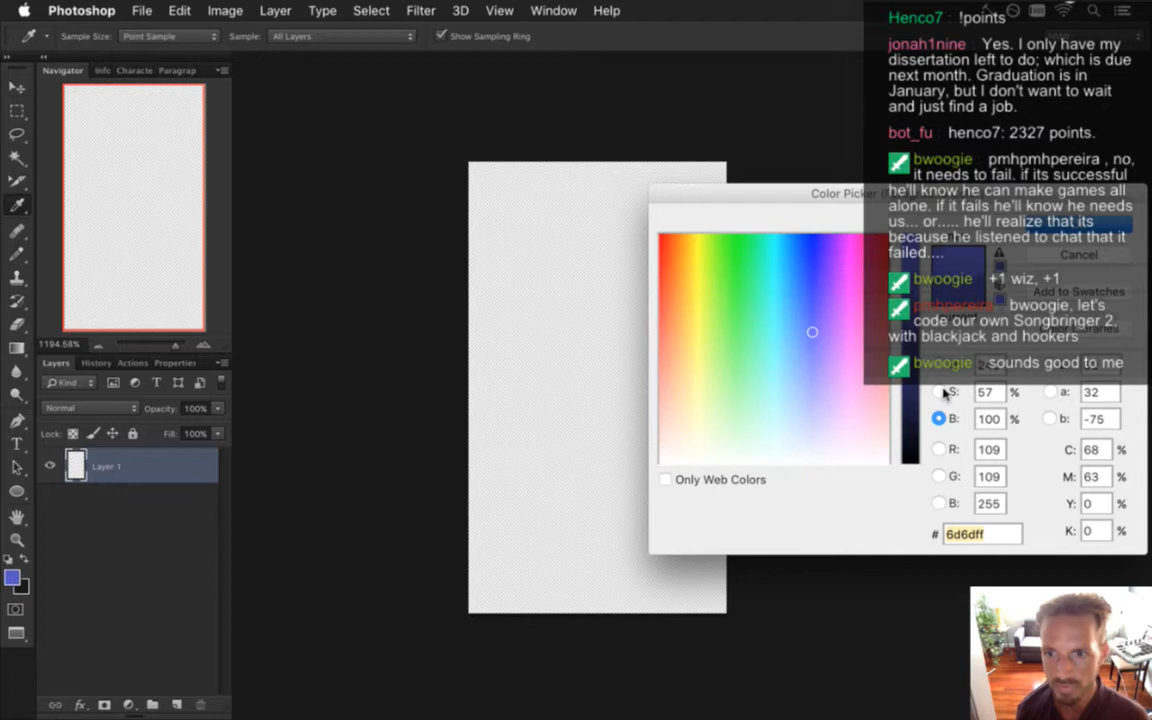 Photoshop File Edit Image Layer Type Select Filter 3D View Window Help
Sample Size: Point Sample Sample: All Layers Show Sampling Ring
Navigator Info Characte Paragrap
1194.58%
Layers History Actions Properties
Kind
Normal Opacity: 100%
Lock: Fill: 100%
Layer 1
Color Picker
Cancel
Add to Swatches
S: 57 % a: 32
B: 100 % b: -75
R: 109 C: 68 %
G: 109 M: 63 %
B: 255 Y: 0 %
# 6d6dff K: 0 %
Only Web Colors
Henco7 !points
jonah1nine Yes. I only have my
dissertation left to do; which is due
next month. Graduation is in
January, but I don't want to wait
and just find a job.
bot_fu henco7: 2327 points.
bwoogie pmhpmhpereira , no,
it needs to fail. if its successful
he'll know he can make games all
alone. if it fails he'll know he needs
us... or..... he'll realize that its
because he listened to chat that it
failed....
bwoogie +1 wiz, +1
pmhpereira bwoogie, let's
code our own Songbringer 2,
with blackjack and hookers
bwoogie sounds good to me